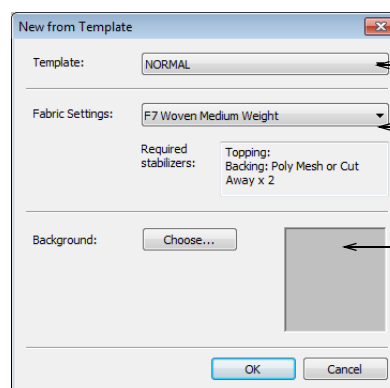 New from Template
Template: NORMAL
Fabric Settings: F7 Woven Medium Weight
Required
stabilizers:
Topping:
Backing: Poly Mesh or Cut
Away x 2
Background: Choose...
OK Cancel